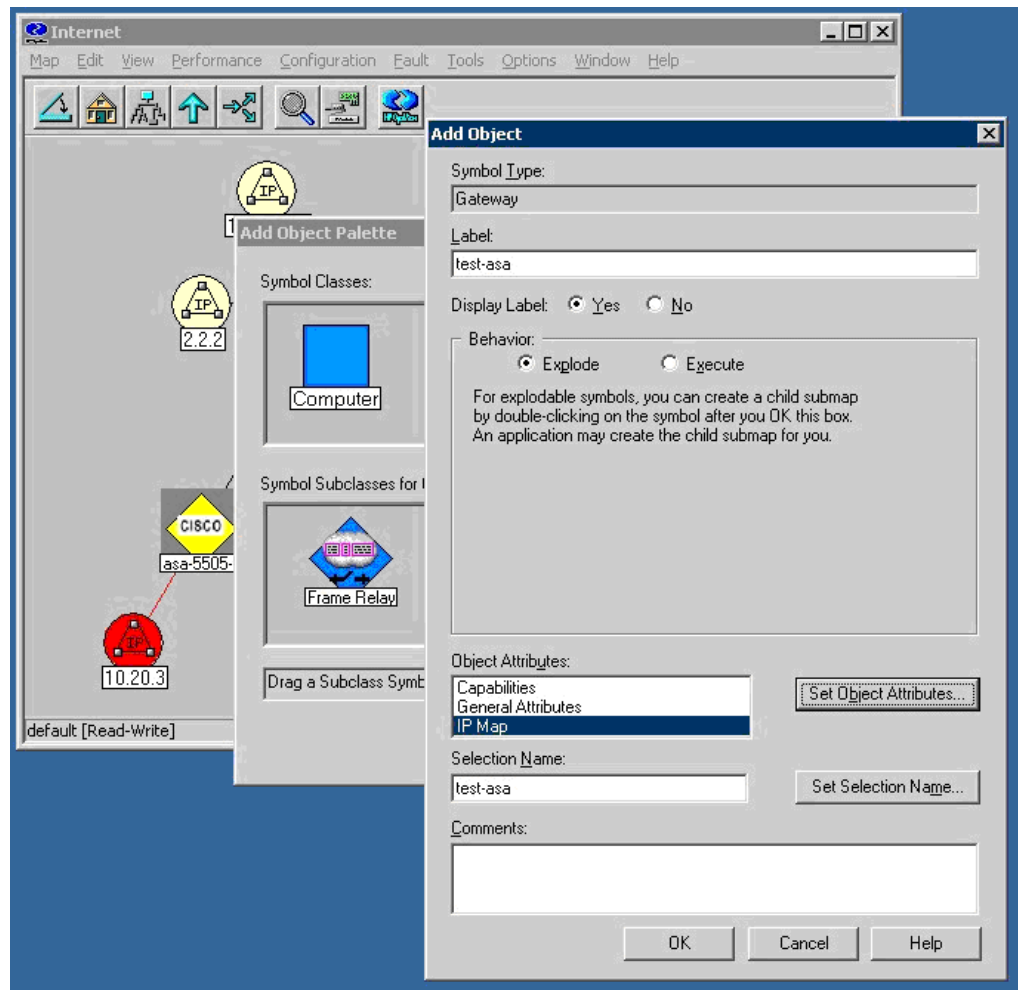 Internet
Map Edit View Performance Configuration Fault Tools Options Window Help
IP
1
IP
2.2.2
CISCO
asa-5505-
IP
10.20.3
default [Read-Write]
Add Object Palette
Symbol Classes:
Computer
Symbol Subclasses for
Frame Relay
Drag a Subclass Symb
Add Object
Symbol Type:
Gateway
Label:
test-asa
Display Label: Yes No
Behavior:
Explode Execute
For explodable symbols, you can create a child submap
by double-clicking on the symbol after you OK this box.
An application may create the child submap for you.
Object Attributes:
Capabilities
General Attributes
IP Map
Set Object Attributes...
Selection Name:
test-asa
Set Selection Name...
Comments:
OK Cancel Help